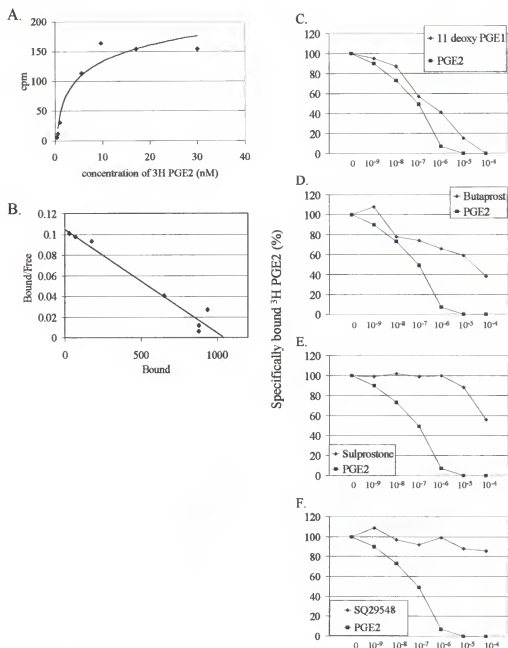 A.
200
150
100
50
0
cpm
0 10 20 30 40
concentration of 3H PGE2 (nM)
B.
0.12
0.1
0.08
0.06
0.04
0.02
0
Bound/Free
0 500 1000
Bound
Specifically bound ³H PGE2 (%)
C.
120
100
80
60
40
20
0
11 deoxy PGE1
PGE2
0 10⁻⁹ 10⁻⁸ 10⁻⁷ 10⁻⁶ 10⁻⁵ 10⁻⁴
D.
120
100
80
60
40
20
0
Butaprost
PGE2
0 10⁻⁹ 10⁻⁸ 10⁻⁷ 10⁻⁶ 10⁻⁵ 10⁻⁴
E.
120
100
80
60
40
20
0
Sulprostone
PGE2
0 10⁻⁹ 10⁻⁸ 10⁻⁷ 10⁻⁶ 10⁻⁵ 10⁻⁴
F.
120
100
80
60
40
20
0
SQ29548
PGE2
0 10⁻⁹ 10⁻⁸ 10⁻⁷ 10⁻⁶ 10⁻⁵ 10⁻⁴